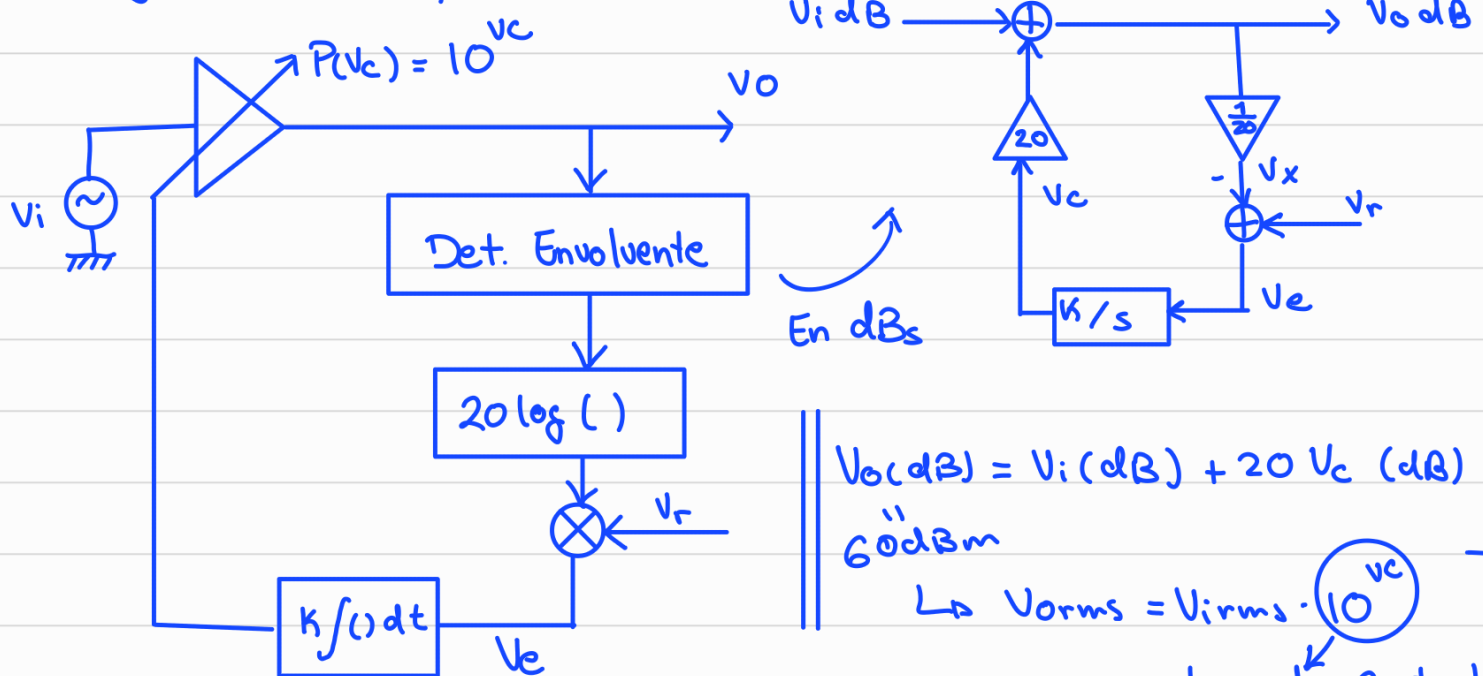 P(Vc) = 10^Vc
Vo
Vi
Det. Envolvente
20 log ( )
Vr
K∫()dt
Ve
En dBs
Vi dB
+
Vo dB
20
1/20
Vc
- Vx
Vr
+
K/s
Ve
Vo(dB) = Vi(dB) + 20 Vc (dB)
"
60dBm
↳ Vorms = Virms · 10^Vc